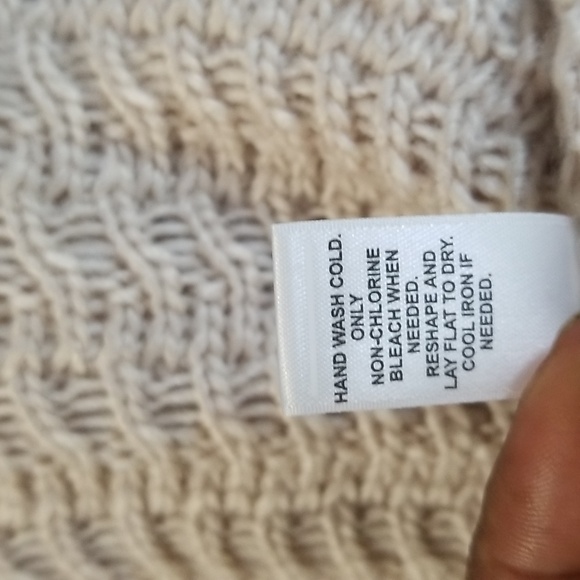 HAND WASH COLD.
ONLY
NON-CHLORINE
BLEACH WHEN
NEEDED.
RESHAPE AND
LAY FLAT TO DRY.
COOL IRON IF
NEEDED.